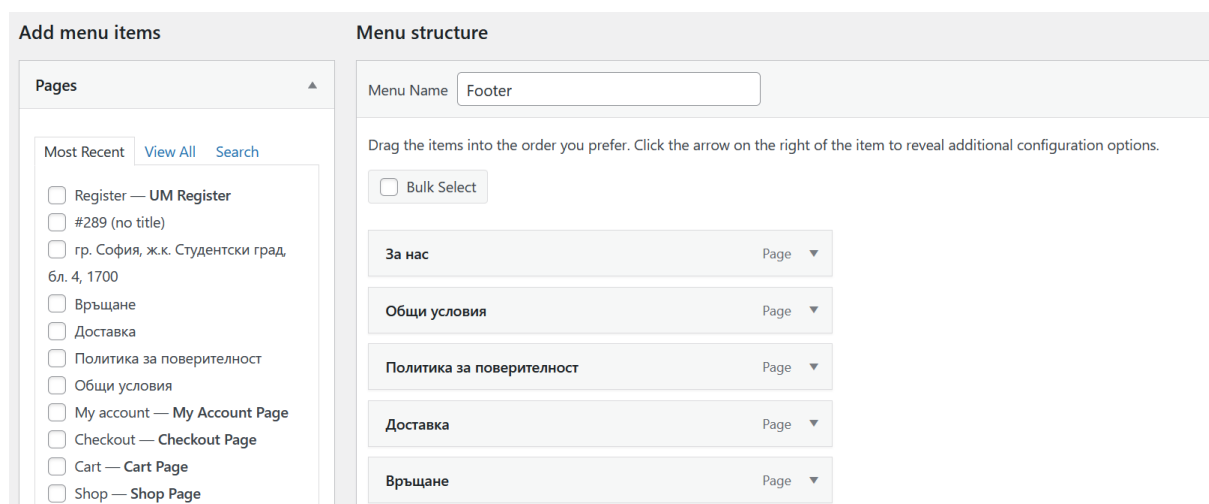 Add menu items
Menu structure
Pages
Menu Name
Footer
Drag the items into the order you prefer. Click the arrow on the right of the item to reveal additional configuration options.
Most Recent
View All
Search
Bulk Select
Register — UM Register
#289 (no title)
гр. София, ж.к. Студентски град,
бл. 4, 1700
Връщане
Доставка
Политика за поверителност
Общи условия
My account — My Account Page
Checkout — Checkout Page
Cart — Cart Page
Shop — Shop Page
За нас
Page
Общи условия
Page
Политика за поверителност
Page
Доставка
Page
Връщане
Page